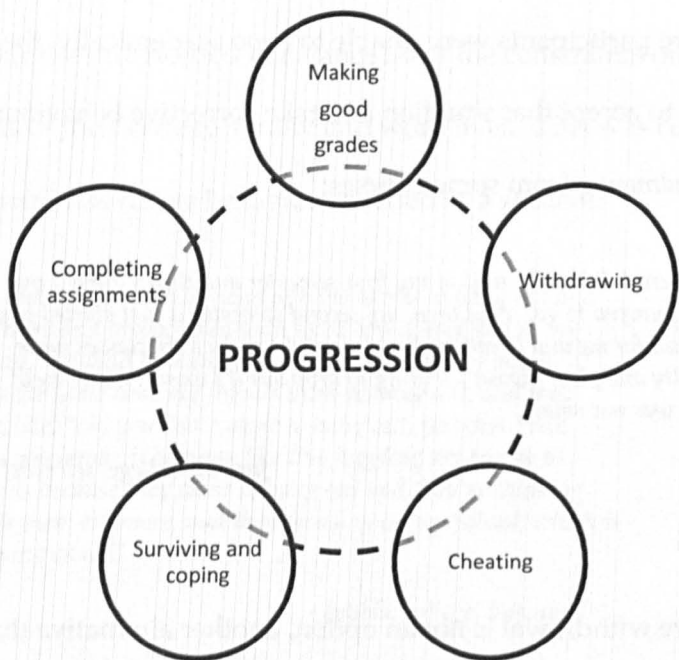 Making
good
grades
Completing
assignments
Withdrawing
PROGRESSION
Surviving and
coping
Cheating